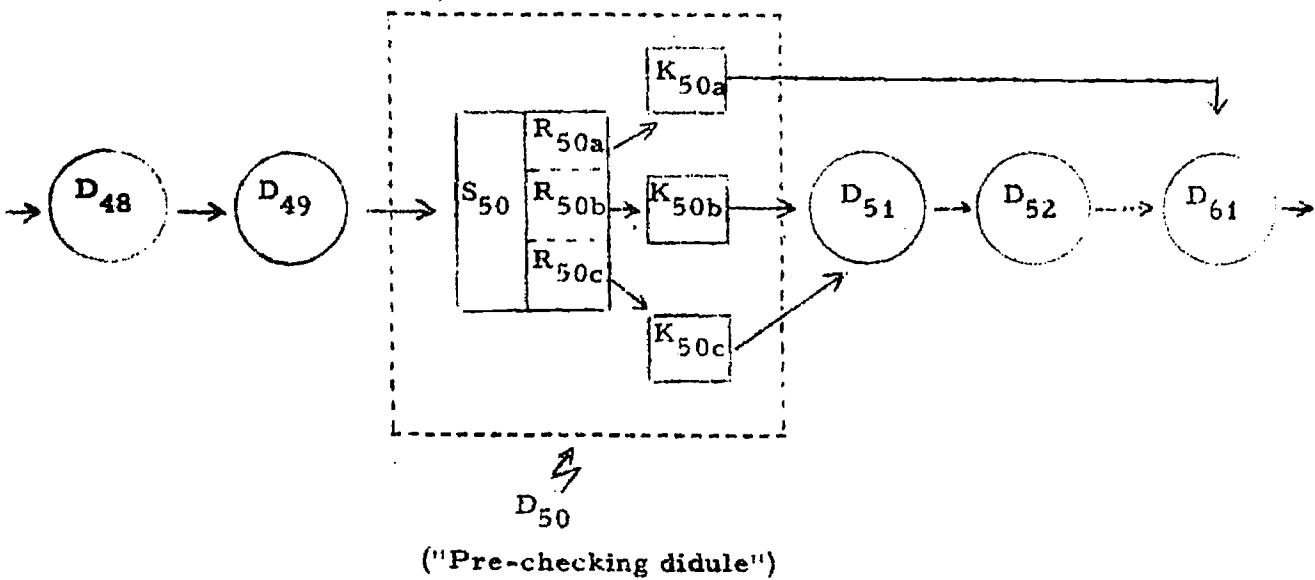 K50a
R50a
D48
D49
S50
R50b
K50b
D51
D52
D61
R50c
K50c
D50
("Pre-checking didule")